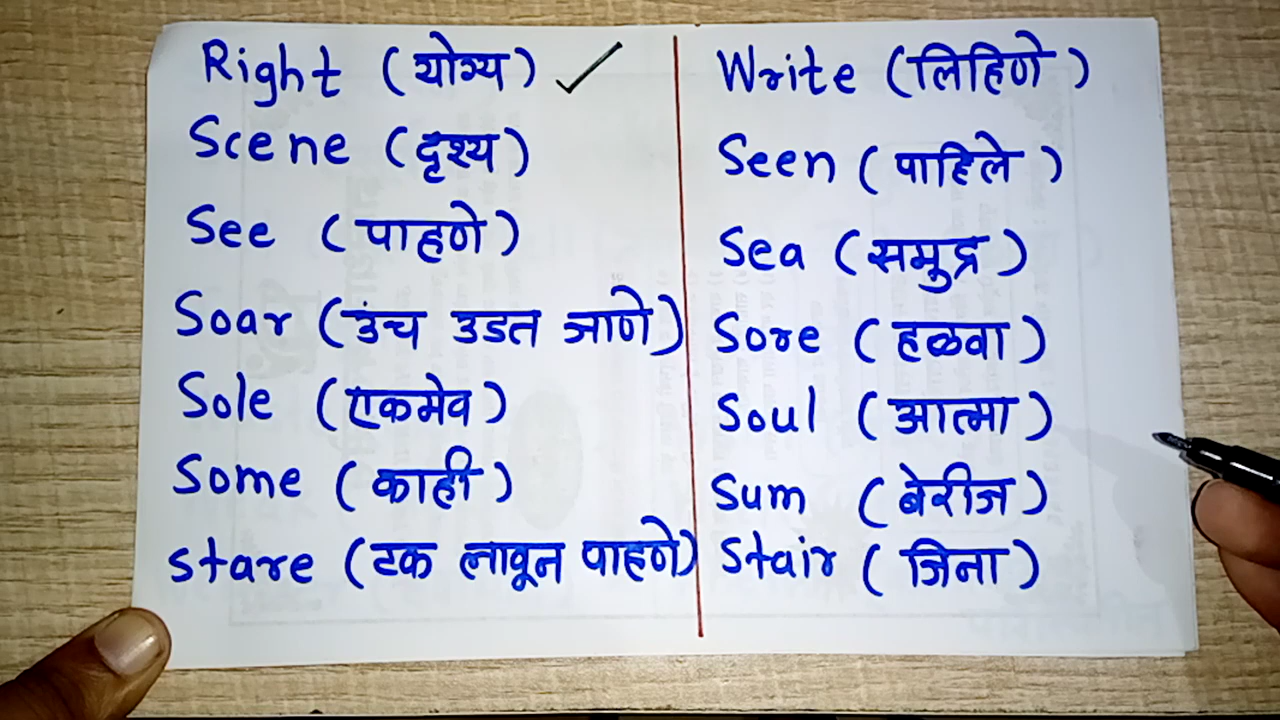 Right (योग्य) ✓ Write (लिहिणे)
Scene (दृश्य) Seen (पाहिले)
See (पाहणे) Sea (समुद्र)
Soar (उंच उडत जाणे) Sore (हळवा)
Sole (एकमेव) Soul (आत्मा)
Some (काही) Sum (बेरीज)
stare (टक लावून पाहणे) Stair (जिना)